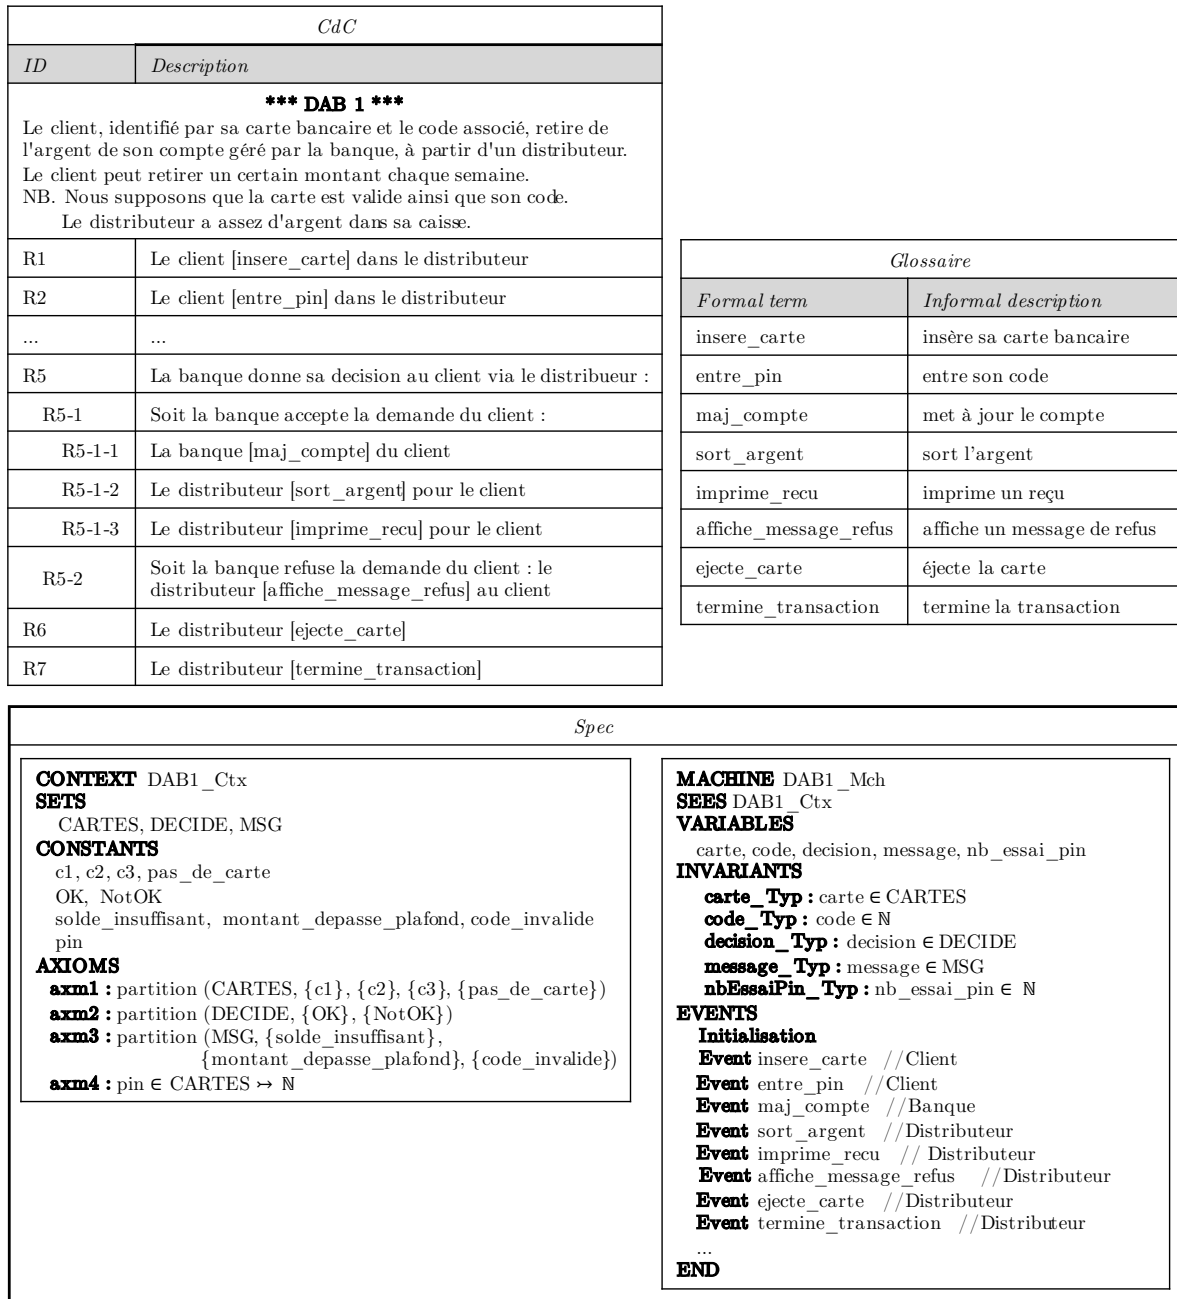 CdC
ID Description
*** DAB 1 ***
Le client, identifié par sa carte bancaire et le code associé, retire de
l'argent de son compte géré par la banque, à partir d'un distributeur.
Le client peut retirer un certain montant chaque semaine.
NB. Nous supposons que la carte est valide ainsi que son code.
Le distributeur a assez d'argent dans sa caisse.
R1 Le client [insere_carte] dans le distributeur
R2 Le client [entre_pin] dans le distributeur
... ...
R5 La banque donne sa decision au client via le distribueur :
R5-1 Soit la banque accepte la demande du client :
R5-1-1 La banque [maj_compte] du client
R5-1-2 Le distributeur [sort_argent] pour le client
R5-1-3 Le distributeur [imprime_recu] pour le client
R5-2 Soit la banque refuse la demande du client : le
distributeur [affiche_message_refus] au client
R6 Le distributeur [ejecte_carte]
R7 Le distributeur [termine_transaction]
Glossaire
Formal term Informal description
insere_carte insère sa carte bancaire
entre_pin entre son code
maj_compte met à jour le compte
sort_argent sort l'argent
imprime_recu imprime un reçu
affiche_message_refus affiche un message de refus
ejecte_carte éjecte la carte
termine_transaction termine la transaction
Spec
CONTEXT DAB1_Ctx
SETS
CARTES, DECIDE, MSG
CONSTANTS
c1, c2, c3, pas_de_carte
OK, NotOK
solde_insuffisant, montant_depasse_plafond, code_invalide
pin
AXIOMS
axm1 : partition (CARTES, {c1}, {c2}, {c3}, {pas_de_carte})
axm2 : partition (DECIDE, {OK}, {NotOK})
axm3 : partition (MSG, {solde_insuffisant},
{montant_depasse_plafond}, {code_invalide})
axm4 : pin ∈ CARTES ↣ ℕ
MACHINE DAB1_Mch
SEES DAB1_Ctx
VARIABLES
carte, code, decision, message, nb_essai_pin
INVARIANTS
carte_Typ : carte ∈ CARTES
code_Typ : code ∈ ℕ
decision_Typ : decision ∈ DECIDE
message_Typ : message ∈ MSG
nbEssaiPin_Typ : nb_essai_pin ∈ ℕ
EVENTS
Initialisation
Event insere_carte //Client
Event entre_pin //Client
Event maj_compte //Banque
Event sort_argent //Distributeur
Event imprime_recu // Distributeur
Event affiche_message_refus //Distributeur
Event ejecte_carte //Distributeur
Event termine_transaction //Distributeur
...
END